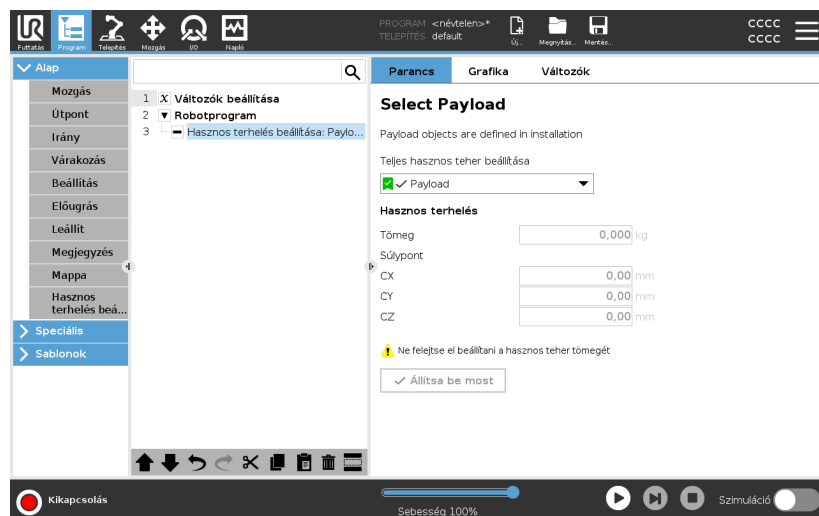 PROGRAM <névtelen>*
TELEPÍTÉS default
CCCC
CCCC
Futtatás Program Telepítés Mozgás I/O Napló Új... Megnyitás... Mentés...
Alap
Mozgás
Útpont
Irány
Várakozás
Beállítás
Előugrás
Leállít
Megjegyzés
Mappa
Hasznos
terhelés beá...
Speciális
Sablonok
1 X Változók beállítása
2 Robotprogram
3 Hasznos terhelés beállítása: Paylo...
Parancs Grafika Változók
Select Payload
Payload objects are defined in installation
Teljes hasznos teher beállítása
Payload
Hasznos terhelés
Tömeg 0,000 kg
Súlypont
CX 0,00 mm
CY 0,00 mm
CZ 0,00 mm
Ne felejtse el beállítani a hasznos teher tömegét
Állítsa be most
Kikapcsolás
Sebesség 100%
Szimuláció